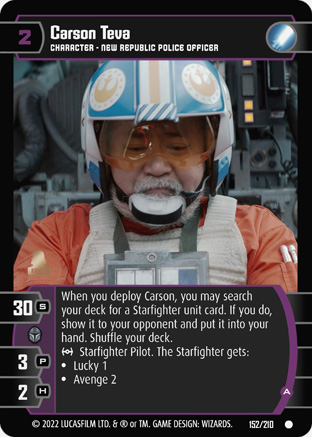 2
Carson Teva
CHARACTER - NEW REPUBLIC POLICE OFFICER
When you deploy Carson, you may search
your deck for a Starfighter unit card. If you do,
show it to your opponent and put it into your
hand. Shuffle your deck.
Starfighter Pilot. The Starfighter gets:
• Lucky 1
• Avenge 2
30 S
3 P
2 H
A
© 2022 LUCASFILM LTD. & ® or TM. GAME DESIGN: WIZARDS.
152/210